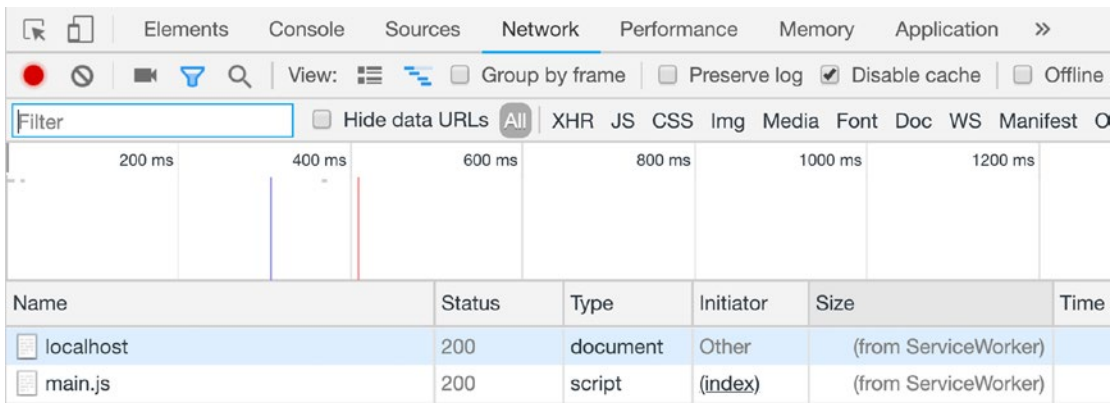 Elements Console Sources Network Performance Memory Application »
View: Group by frame Preserve log Disable cache Offline
Filter Hide data URLs All XHR JS CSS Img Media Font Doc WS Manifest
200 ms 400 ms 600 ms 800 ms 1000 ms 1200 ms
Name Status Type Initiator Size Time
localhost 200 document Other (from ServiceWorker)
main.js 200 script (index) (from ServiceWorker)